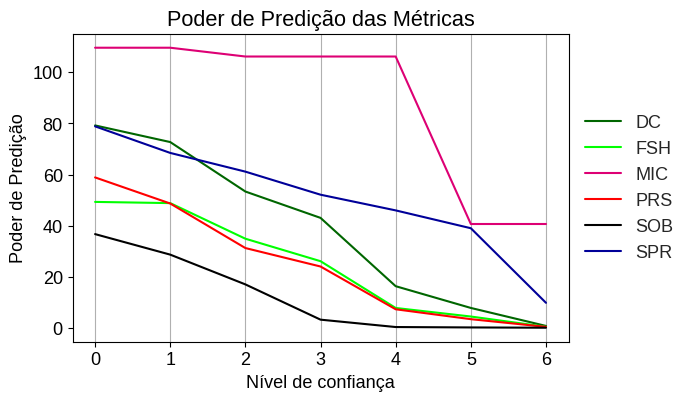 Poder de Predição das Métricas
Poder de Predição
100
80
60
40
20
0
0 1 2 3 4 5 6
Nível de confiança
DC
FSH
MIC
PRS
SOB
SPR